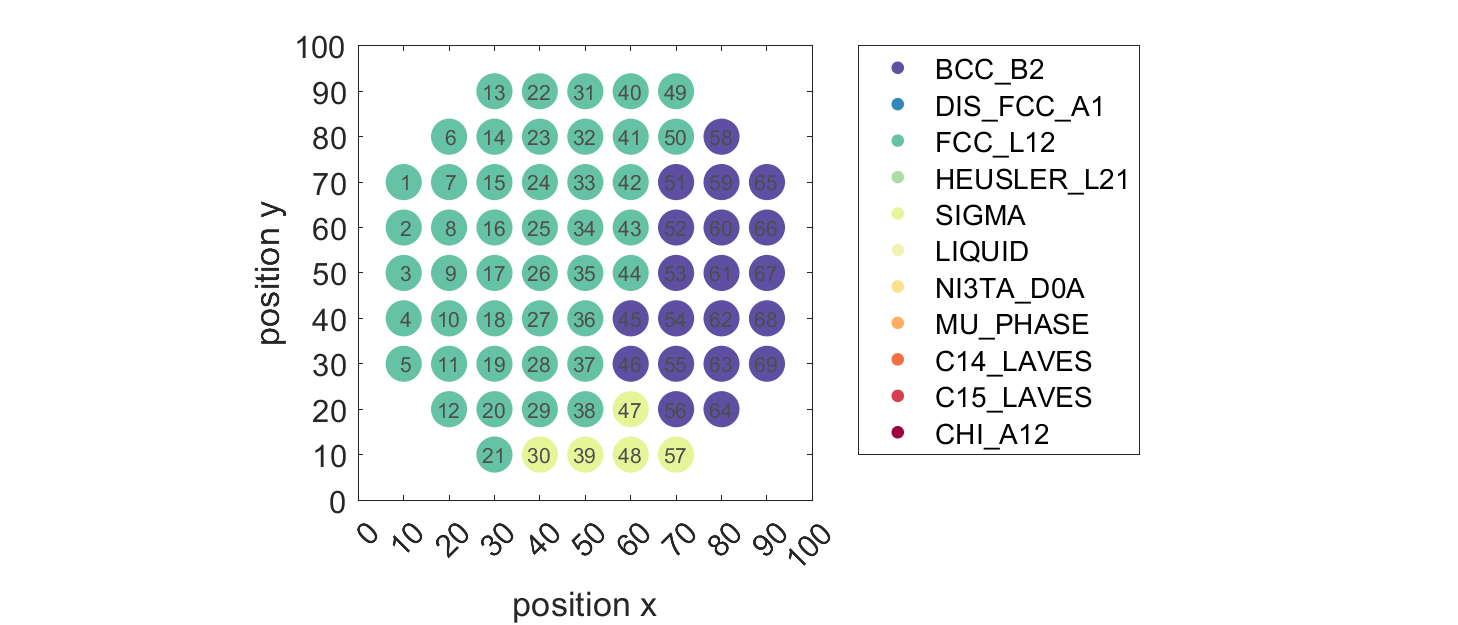 100
90
80
70
60
50
40
30
20
10
0
position y
13 22 31 40 49
6 14 23 32 41 50 58
1 7 15 24 33 42 51 59 65
2 8 16 25 34 43 52 60 66
3 9 17 26 35 44 53 61 67
4 10 18 27 36 45 54 62 68
5 11 19 28 37 46 55 63 69
12 20 29 38 47 56 64
21 30 39 48 57
0 10 20 30 40 50 60 70 80 90 100
position x
BCC_B2
DIS_FCC_A1
FCC_L12
HEUSLER_L21
SIGMA
LIQUID
NI3TA_D0A
MU_PHASE
C14_LAVES
C15_LAVES
CHI_A12